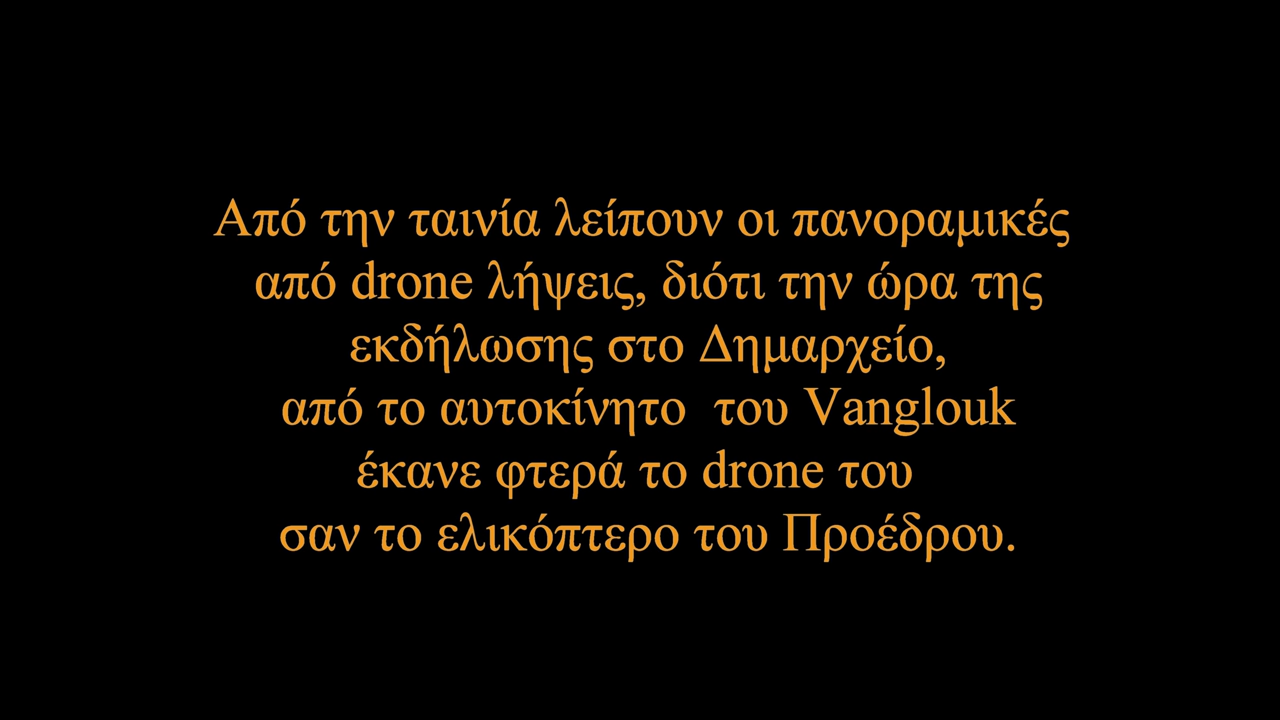 Από την ταινία λείπουν οι πανοραμικές
από drone λήψεις, διότι την ώρα της
εκδήλωσης στο Δημαρχείο,
από το αυτοκίνητο  του Vanglouk
έκανε φτερά το drone του
σαν το ελικόπτερο του Προέδρου.